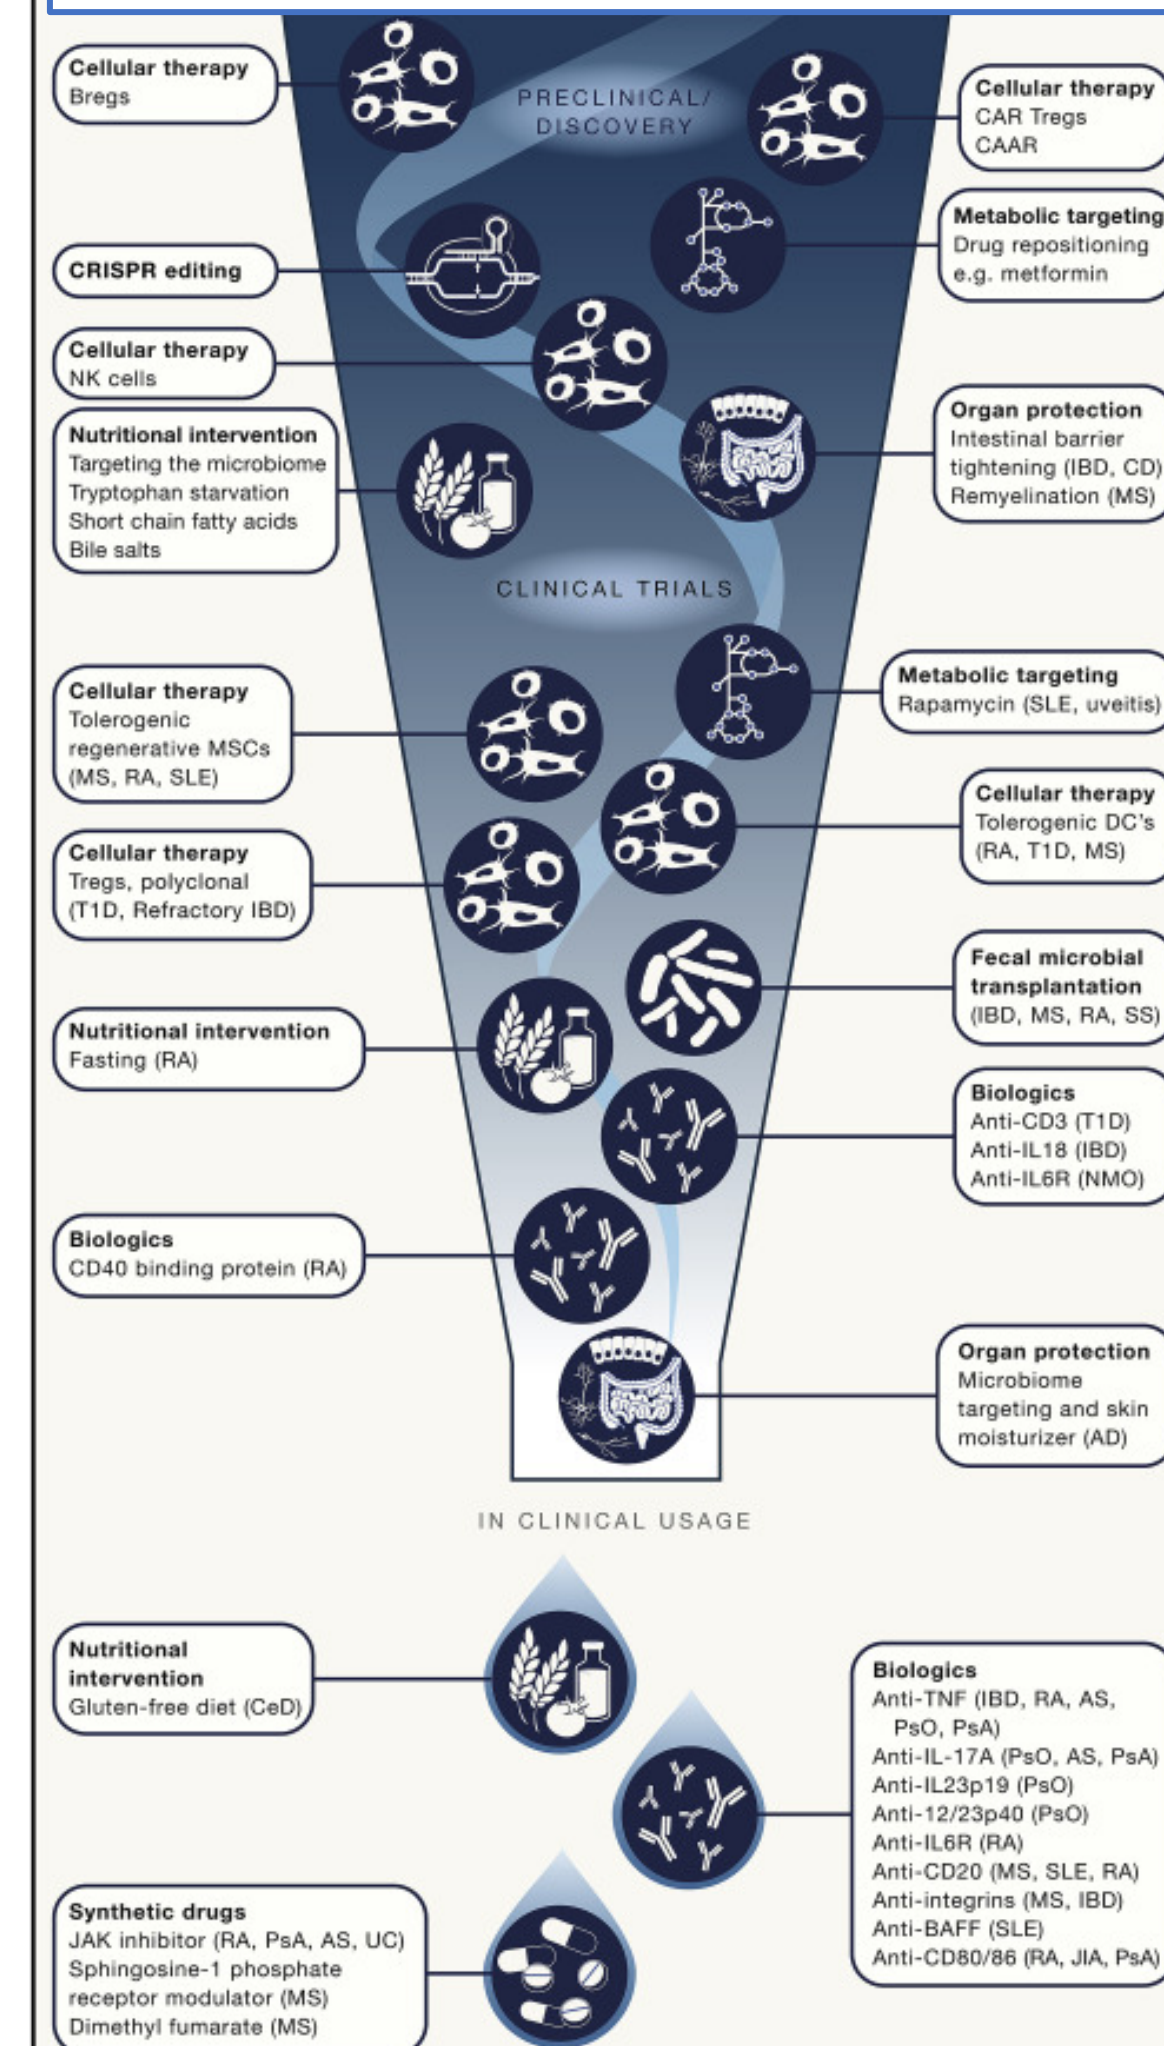 Cellular therapy
Bregs
PRECLINICAL/
DISCOVERY
Cellular therapy
CAR Tregs
CAAR
Metabolic targeting
Drug repositioning
e.g. metformin
CRISPR editing
Cellular therapy
NK cells
Organ protection
Intestinal barrier
tightening (IBD, CD)
Remyelination (MS)
Nutritional intervention
Targeting the microbiome
Tryptophan starvation
Short chain fatty acids
Bile salts
CLINICAL TRIALS
Metabolic targeting
Rapamycin (SLE, uveitis)
Cellular therapy
Tolerogenic
regenerative MSCs
(MS, RA, SLE)
Cellular therapy
Tolerogenic DC's
(RA, T1D, MS)
Cellular therapy
Tregs, polyclonal
(T1D, Refractory IBD)
Fecal microbial
transplantation
(IBD, MS, RA, SS)
Nutritional intervention
Fasting (RA)
Biologics
Anti-CD3 (T1D)
Anti-IL18 (IBD)
Anti-IL6R (NMO)
Biologics
CD40 binding protein (RA)
Organ protection
Microbiome
targeting and skin
moisturizer (AD)
IN CLINICAL USAGE
Nutritional
intervention
Gluten-free diet (CeD)
Biologics
Anti-TNF (IBD, RA, AS,
PsO, PsA)
Anti-IL-17A (PsO, AS, PsA)
Anti-IL23p19 (PsO)
Anti-12/23p40 (PsO)
Anti-IL6R (RA)
Anti-CD20 (MS, SLE, RA)
Anti-integrins (MS, IBD)
Anti-BAFF (SLE)
Anti-CD80/86 (RA, JIA, PsA)
Synthetic drugs
JAK inhibitor (RA, PsA, AS, UC)
Sphingosine-1 phosphate
receptor modulator (MS)
Dimethyl fumarate (MS)